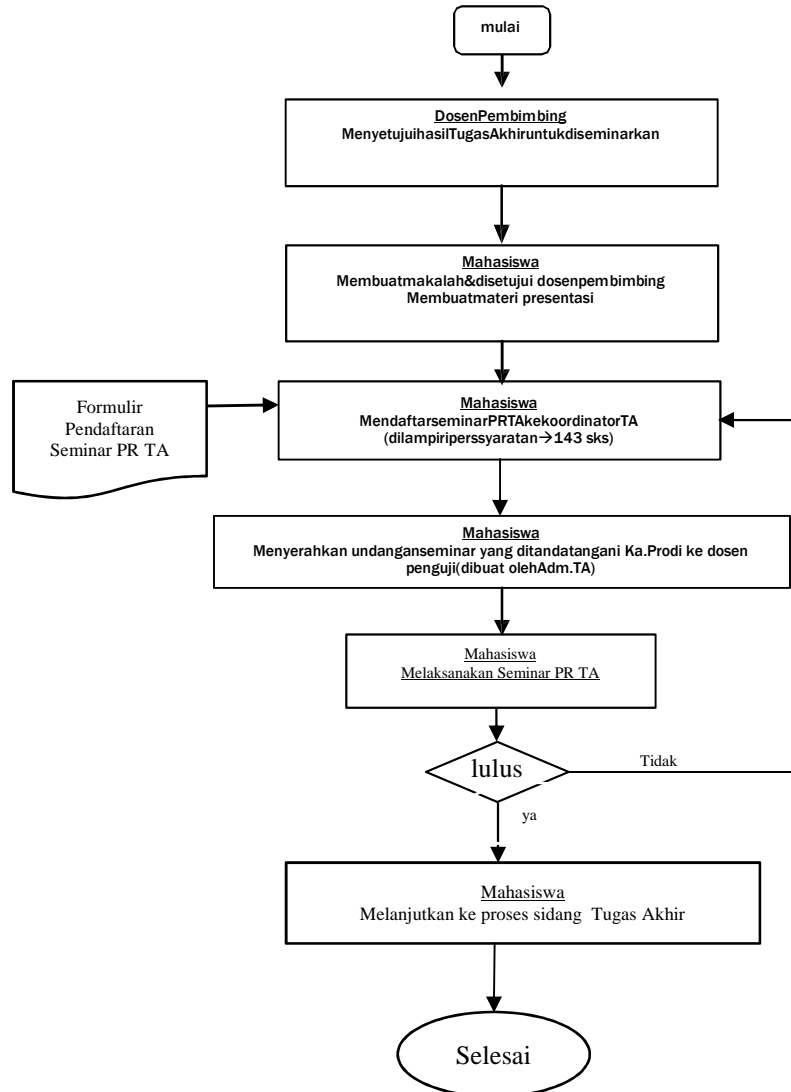 mulai
DosenPembimbing
MenyetujuihasilTugasAkhiruntukdiseminarkan
Mahasiswa
Membuatmakalah&disetujui dosenpembimbing
Membuatmateri presentasi
Formulir
Pendaftaran
Seminar PR TA
Mahasiswa
MendaftarseminarPRTAkekoordinatorTA
(dilampiriperssyaratan→143 sks)
Mahasiswa
Menyerahkan undanganseminar yang ditandatangani Ka.Prodi ke dosen
penguji(dibuat olehAdm.TA)
Mahasiswa
Melaksanakan Seminar PR TA
lulus
Tidak
ya
Mahasiswa
Melanjutkan ke proses sidang Tugas Akhir
Selesai